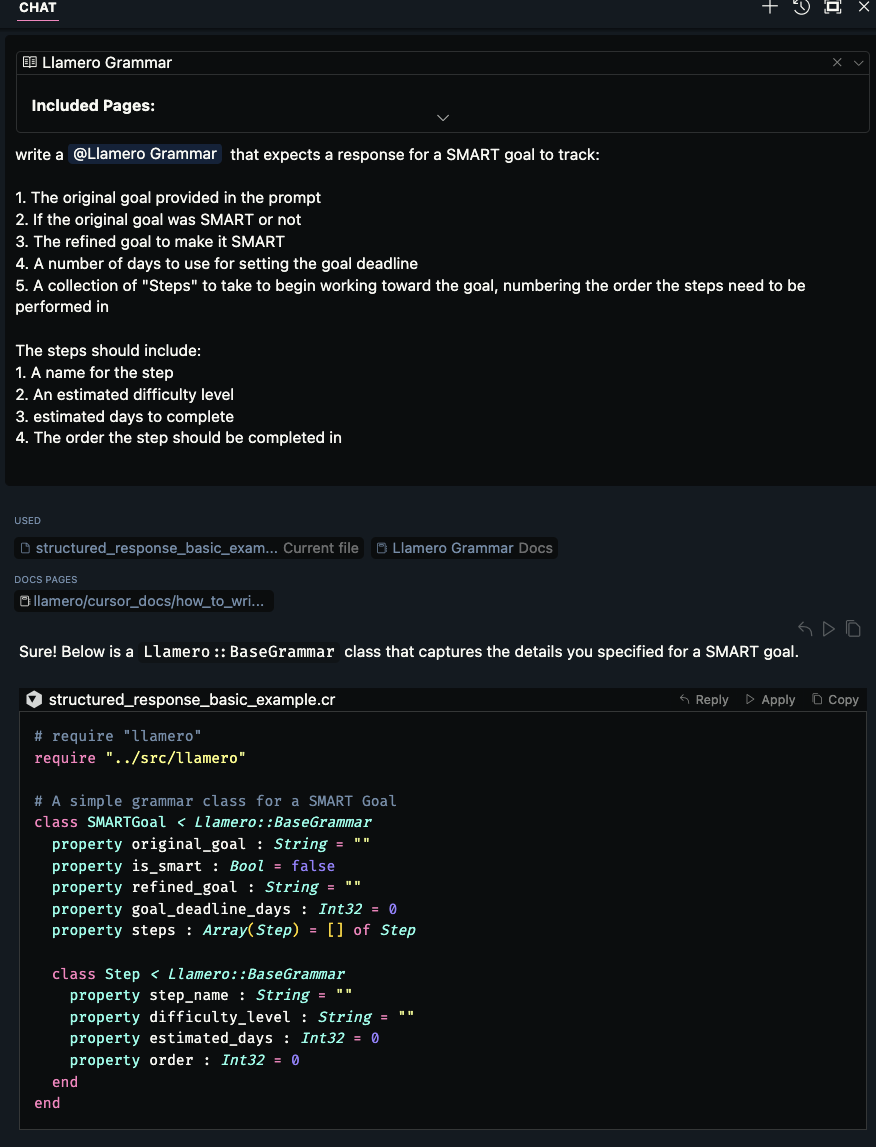 CHAT
Llamero Grammar
Included Pages:
write a @Llamero Grammar that expects a response for a SMART goal to track:
1. The original goal provided in the prompt
2. If the original goal was SMART or not
3. The refined goal to make it SMART
4. A number of days to use for setting the goal deadline
5. A collection of "Steps" to take to begin working toward the goal, numbering the order the steps need to be
performed in
The steps should include:
1. A name for the step
2. An estimated difficulty level
3. estimated days to complete
4. The order the step should be completed in
USED
structured_response_basic_exam... Current file Llamero Grammar Docs
DOCS PAGES
llamero/cursor_docs/how_to_wri...
Sure! Below is a Llamero::BaseGrammar class that captures the details you specified for a SMART goal.
structured_response_basic_example.cr Reply Apply Copy
# require "llamero"
require "../src/llamero"
# A simple grammar class for a SMART Goal
class SMARTGoal < Llamero::BaseGrammar
  property original_goal : String = ""
  property is_smart : Bool = false
  property refined_goal : String = ""
  property goal_deadline_days : Int32 = 0
  property steps : Array(Step) = [] of Step
  class Step < Llamero::BaseGrammar
    property step_name : String = ""
    property difficulty_level : String = ""
    property estimated_days : Int32 = 0
    property order : Int32 = 0
  end
end